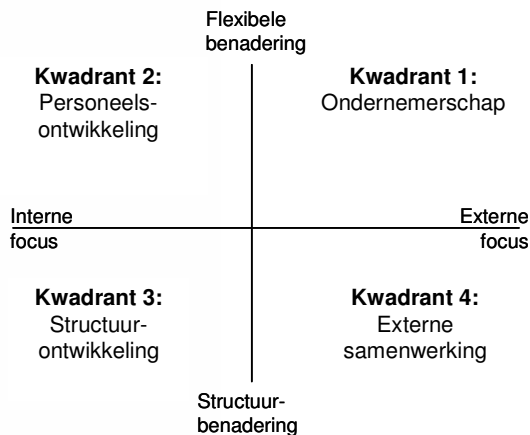 Flexibele
benadering
Kwadrant 2:
Personeels-
ontwikkeling
Kwadrant 1:
Ondernemerschap
Interne
focus
Externe
focus
Kwadrant 3:
Structuur-
ontwikkeling
Kwadrant 4:
Externe
samenwerking
Structuur-
benadering